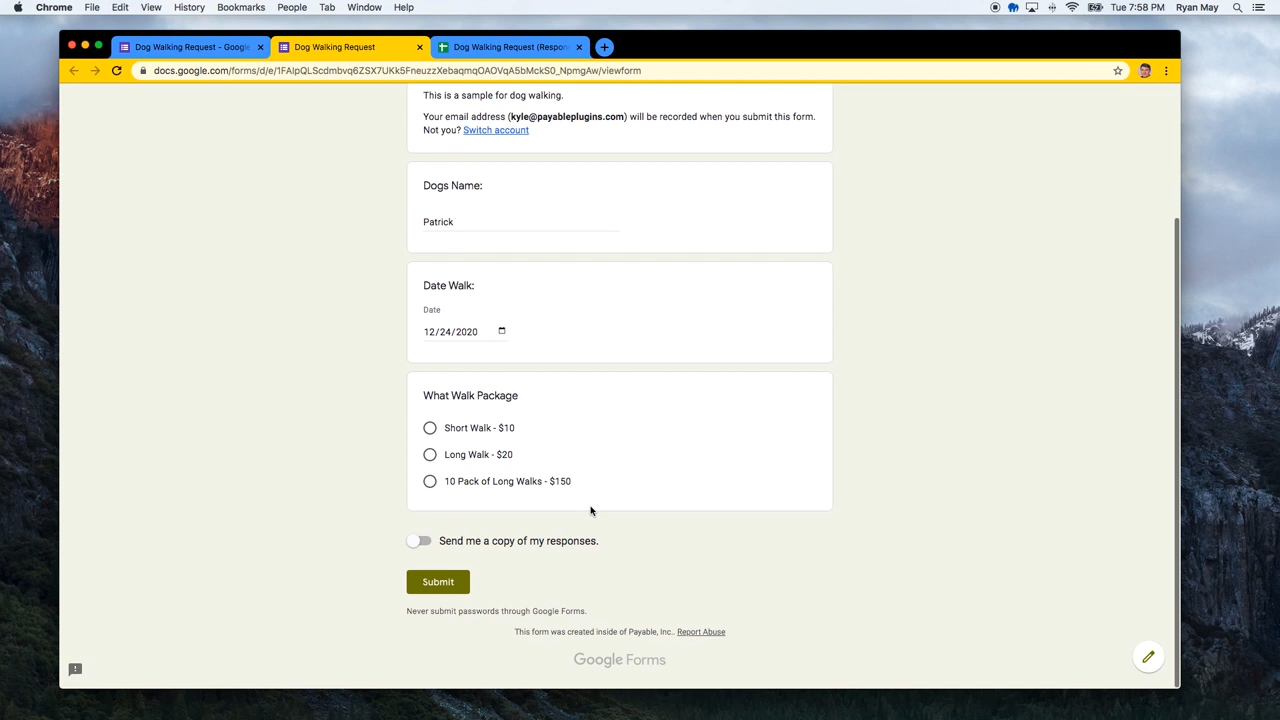 Chrome File Edit View History Bookmarks People Tab Window Help Tue 7:58 PM Ryan May
Dog Walking Request - Google Dog Walking Request Dog Walking Request (Respon
docs.google.com/forms/d/e/1FAIpQLScdmbvq6ZSX7UKk5FneuzzXebaqmqOAOVqA5bMckS0_NpmgAw/viewform
This is a sample for dog walking.
Your email address (kyle@payableplugins.com) will be recorded when you submit this form.
Not you? Switch account
Dogs Name:
Patrick
Date Walk:
Date
12/24/2020
What Walk Package
Short Walk - $10
Long Walk - $20
10 Pack of Long Walks - $150
Send me a copy of my responses.
Submit
Never submit passwords through Google Forms.
This form was created inside of Payable, Inc.. Report Abuse
Google Forms